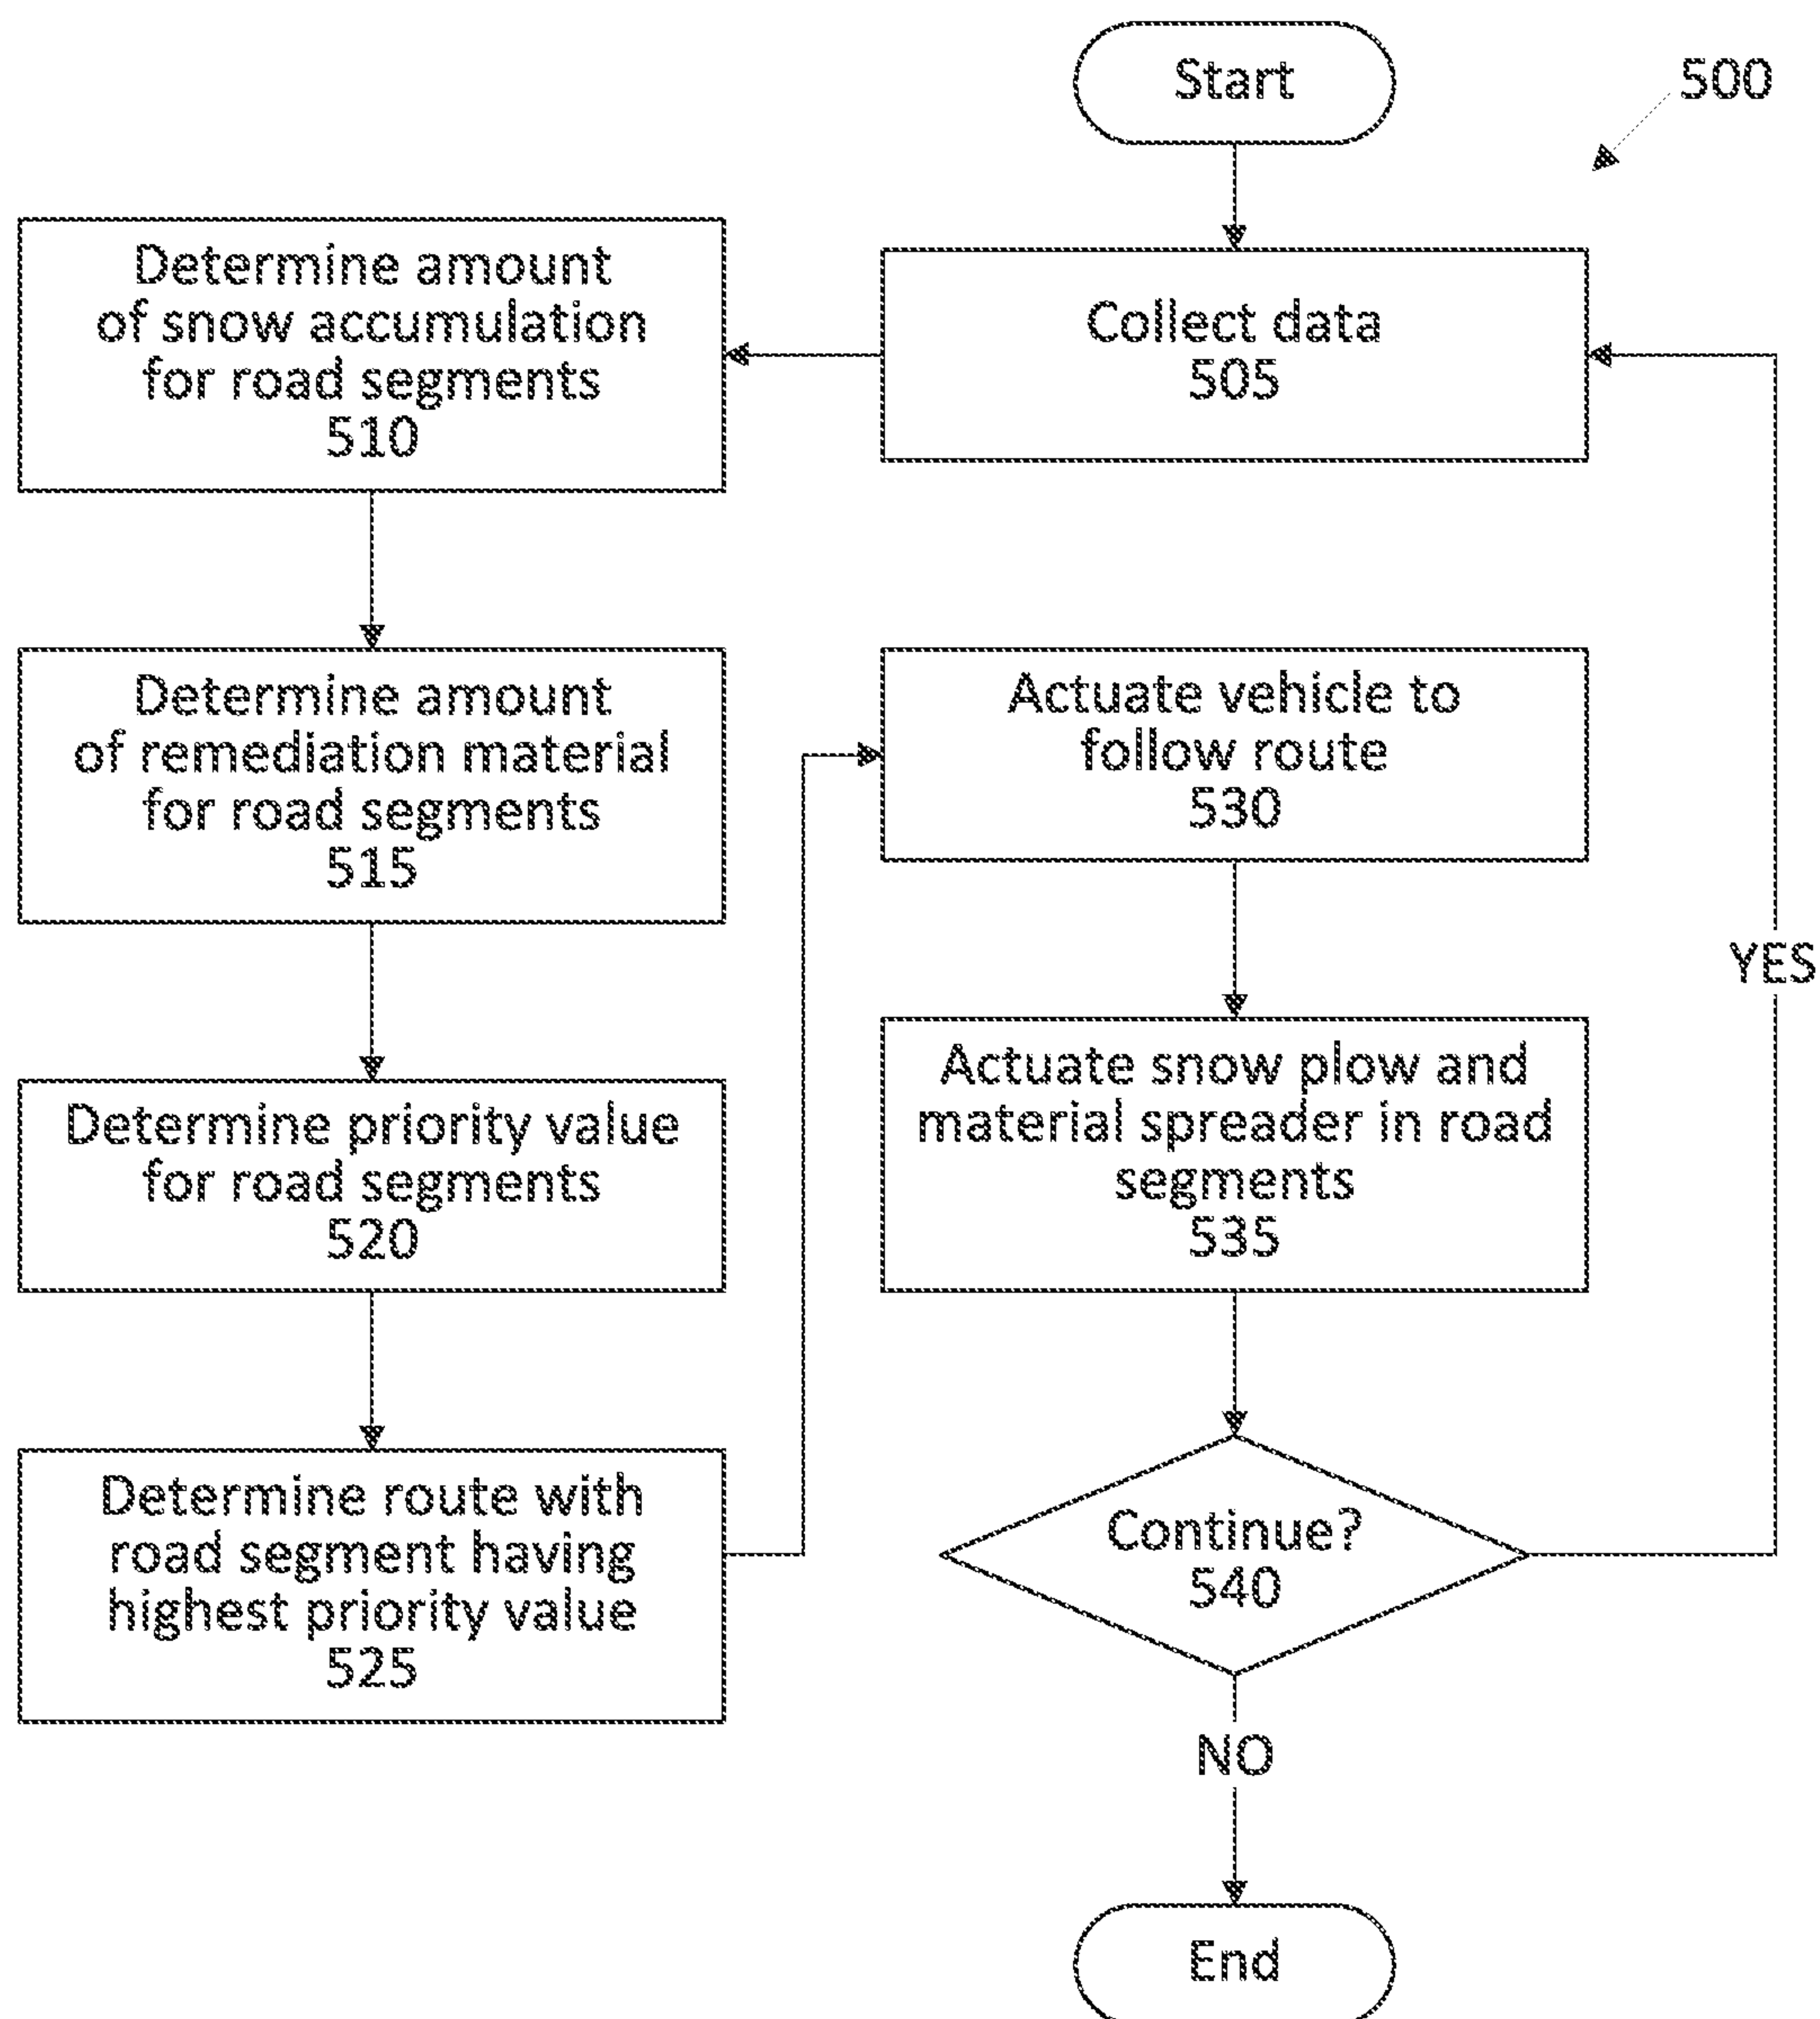 Start
500
Collect data
505
Determine amount
of snow accumulation
for road segments
510
Determine amount
of remediation material
for road segments
515
Determine priority value
for road segments
520
Determine route with
road segment having
highest priority value
525
Actuate vehicle to
follow route
530
Actuate snow plow and
material spreader in road
segments
535
Continue?
540
YES
NO
End